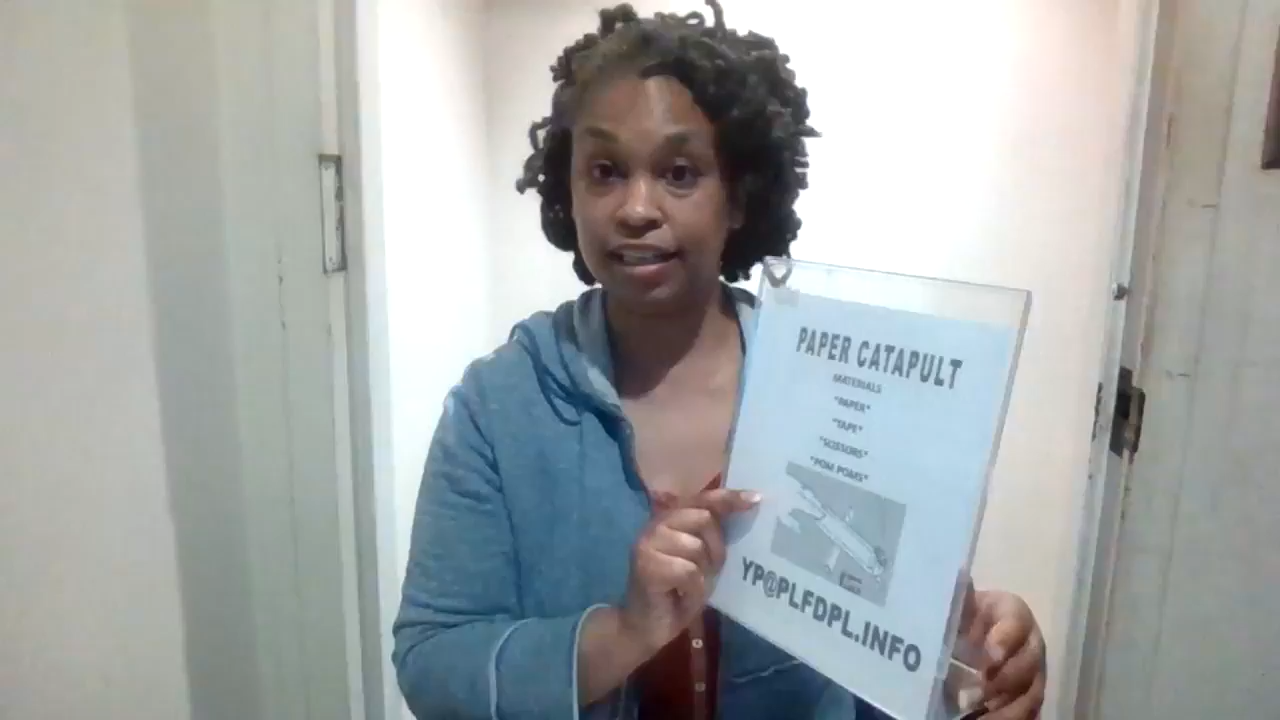 PAPER CATAPULT
MATERIALS
"PAPER"
"TAPE"
"SCISSORS"
"POM POMS"
YP@PLFDPL.INFO